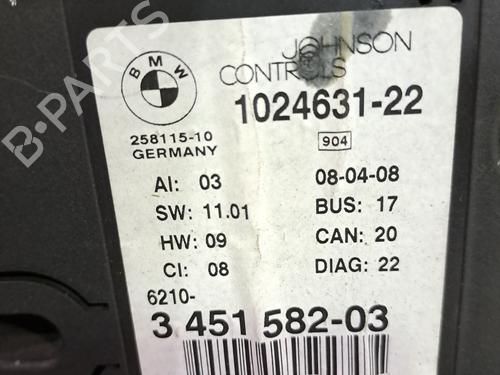 BMW
JOHNSON
CONTROLS
1024631-22
258115-10
GERMANY
904
AI: 03
08-04-08
SW: 11.01
BUS: 17
HW: 09
CAN: 20
CI: 08
DIAG: 22
6210-
3 451 582-03
B-PARTS